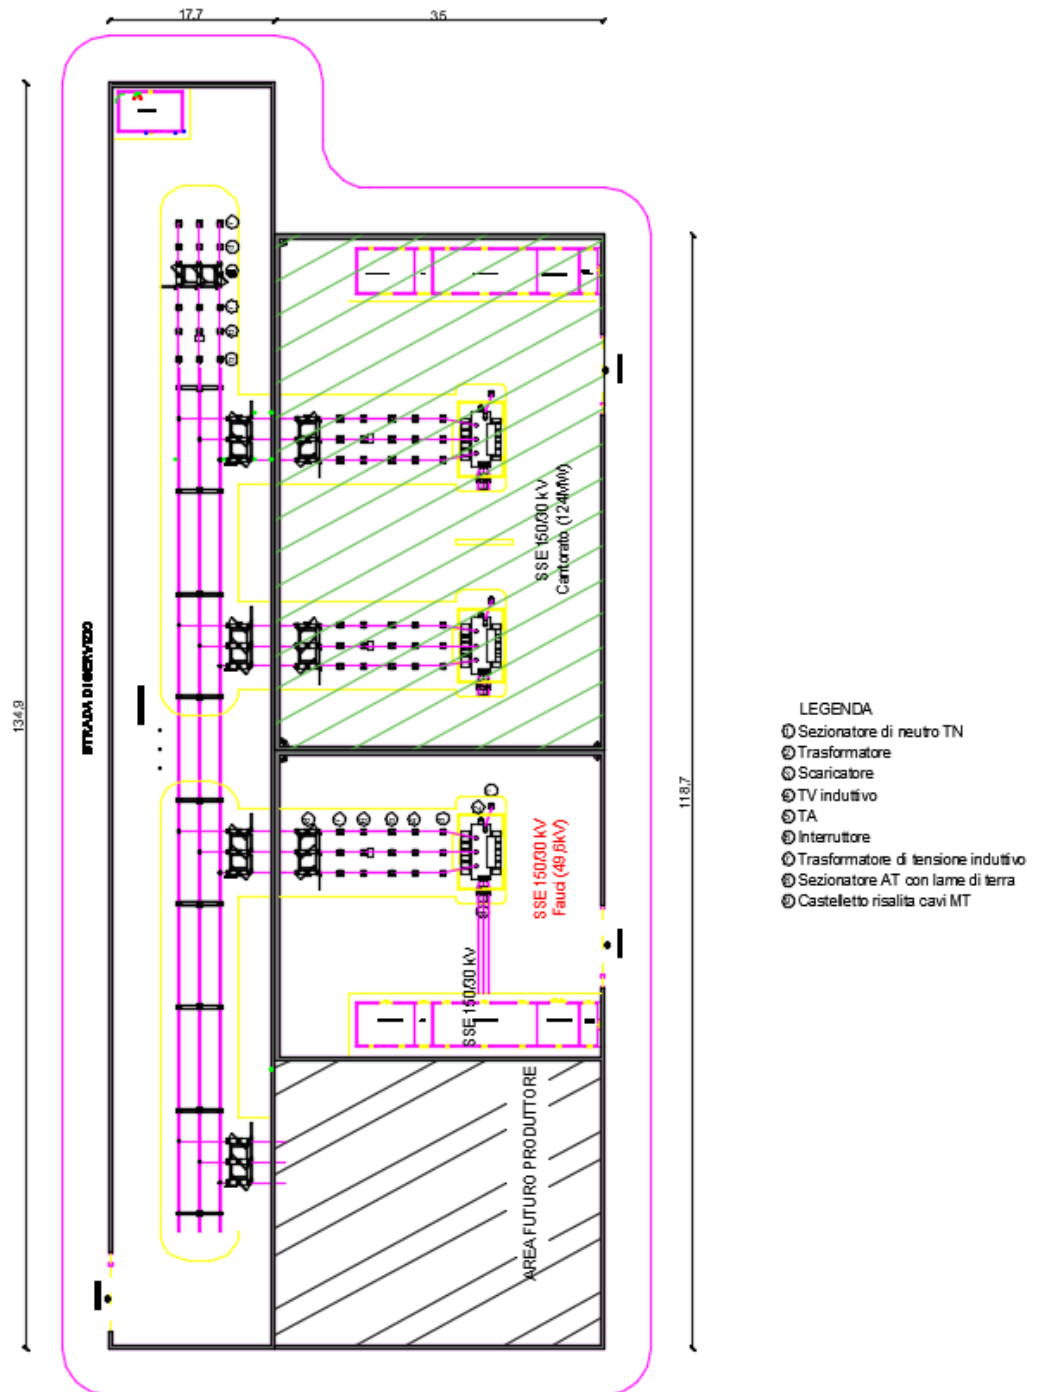 17,7
35
134,9
118,7
STRADA DI SERVIZIO
SSE 150/30 kV
Cantorato (124MW)
SSE 150/30 kV
Fauci (49,6kV)
SSE 150/30 kV
AREA FUTURO PRODUTTORE
LEGENDA
① Sezionatore di neutro TN
② Trasformatore
③ Scaricatore
④ TV induttivo
⑤ TA
⑥ Interruttore
⑦ Trasformatore di tensione induttivo
⑧ Sezionatore AT con lame di terra
⑨ Castelletto risalita cavi MT